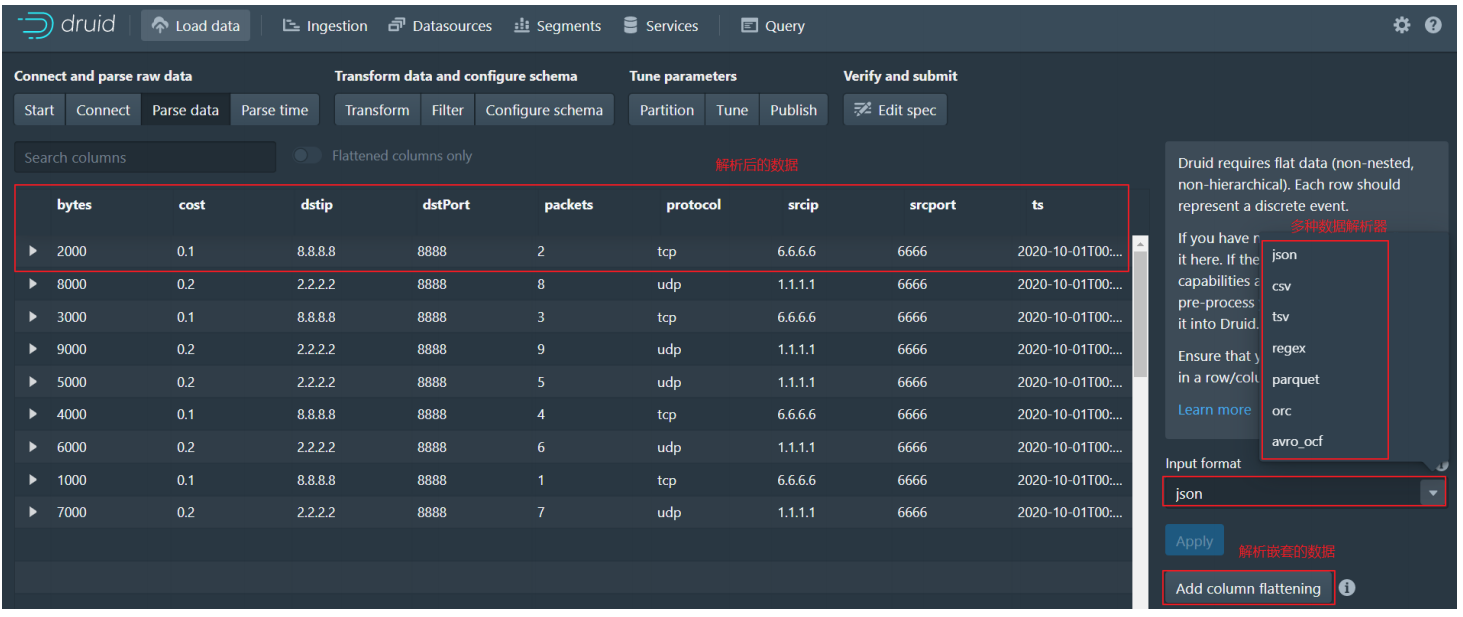 druid Load data Ingestion Datasources Segments Services Query
Connect and parse raw data Transform data and configure schema Tune parameters Verify and submit
Start Connect Parse data Parse time Transform Filter Configure schema Partition Tune Publish Edit spec
Search columns Flattened columns only 解析后的数据
bytes cost dstip dstPort packets protocol srcip srcport ts
2000 0.1 8.8.8.8 8888 2 tcp 6.6.6.6 6666 2020-10-01T00:...
8000 0.2 2.2.2.2 8888 8 udp 1.1.1.1 6666 2020-10-01T00:...
3000 0.1 8.8.8.8 8888 3 tcp 6.6.6.6 6666 2020-10-01T00:...
9000 0.2 2.2.2.2 8888 9 udp 1.1.1.1 6666 2020-10-01T00:...
5000 0.2 2.2.2.2 8888 5 udp 1.1.1.1 6666 2020-10-01T00:...
4000 0.1 8.8.8.8 8888 4 tcp 6.6.6.6 6666 2020-10-01T00:...
6000 0.2 2.2.2.2 8888 6 udp 1.1.1.1 6666 2020-10-01T00:...
1000 0.1 8.8.8.8 8888 1 tcp 6.6.6.6 6666 2020-10-01T00:...
7000 0.2 2.2.2.2 8888 7 udp 1.1.1.1 6666 2020-10-01T00:...
Druid requires flat data (non-nested,
non-hierarchical). Each row should
represent a discrete event.
多种数据解析器
If you have
it here. If the
capabilities
pre-process
it into Druid.
Ensure that
in a row/
Learn more
json
csv
tsv
regex
parquet
orc
avro_ocf
Input format
json
Apply
解析嵌套的数据
Add column flattening